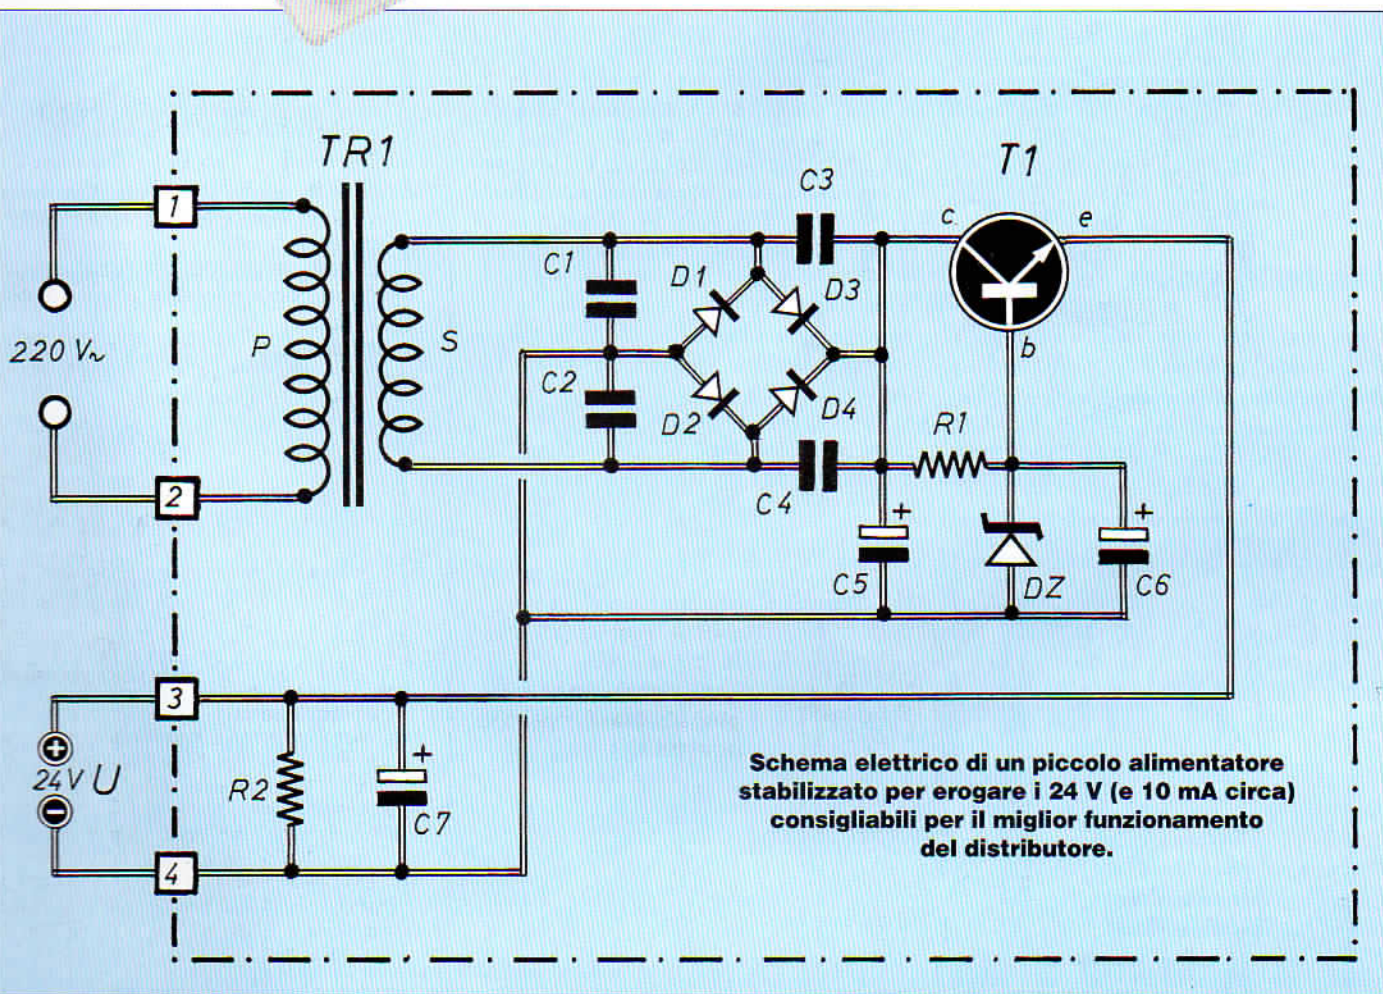 TR1
T1
C3
1
c
e
C1
D1
D3
220 V~
P
S
b
C2
D2
D4
R1
2
C4
+
+
C5
DZ
C6
3
+
24V U
-
R2
+
C7
4
Schema elettrico di un piccolo alimentatore
stabilizzato per erogare i 24 V (e 10 mA circa)
consigliabili per il miglior funzionamento
del distributore.